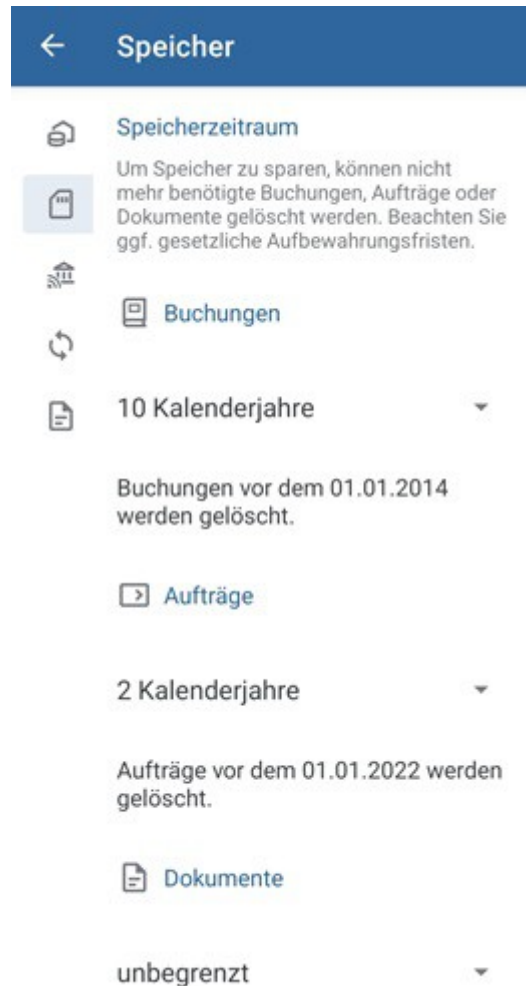 Speicher
Speicherzeitraum
Um Speicher zu sparen, können nicht
mehr benötigte Buchungen, Aufträge oder
Dokumente gelöscht werden. Beachten Sie
ggf. gesetzliche Aufbewahrungsfristen.
Buchungen
10 Kalenderjahre
Buchungen vor dem 01.01.2014
werden gelöscht.
Aufträge
2 Kalenderjahre
Aufträge vor dem 01.01.2022 werden
gelöscht.
Dokumente
unbegrenzt